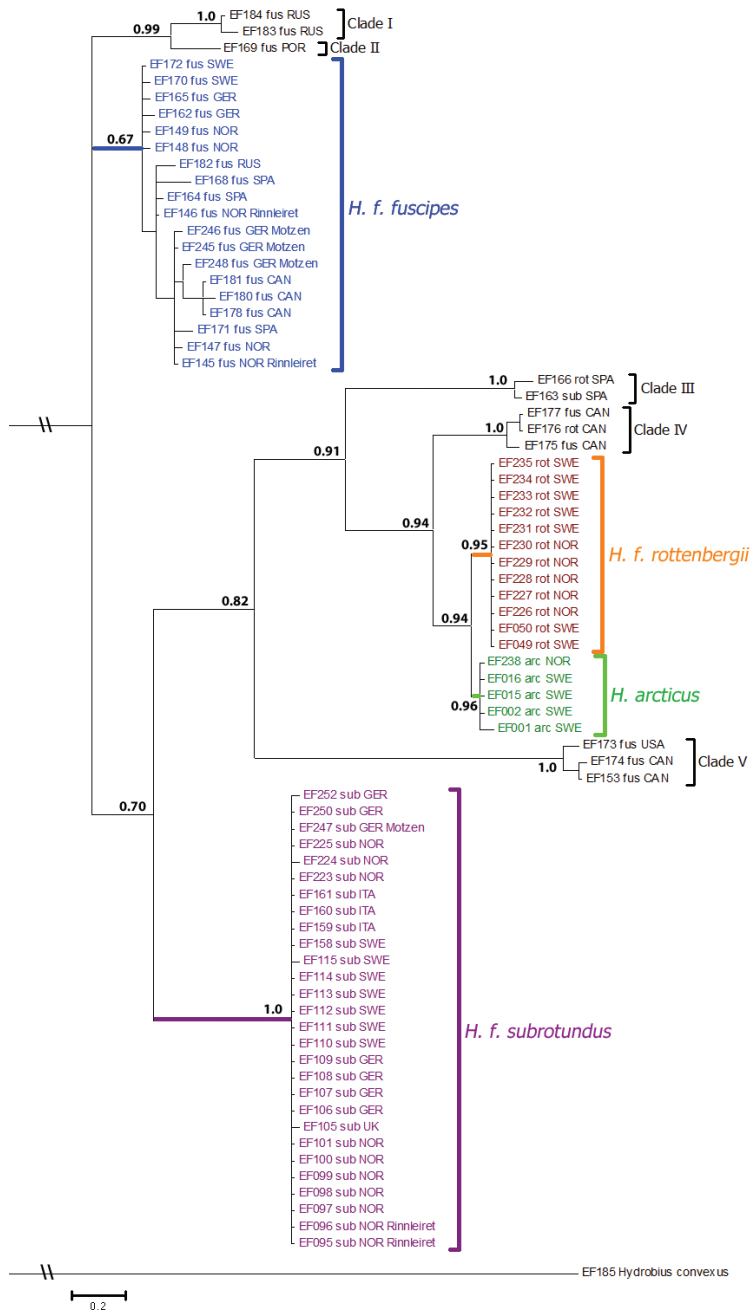 1.0
EF184 fus RUS
EF183 fus RUS
Clade I
0.99
EF169 fus POR
Clade II
EF172 fus SWE
EF170 fus SWE
EF165 fus GER
EF162 fus GER
EF149 fus NOR
0.67
EF148 fus NOR
EF182 fus RUS
EF168 fus SPA
EF164 fus SPA
H. f. fuscipes
EF146 fus NOR Rinnleiret
EF246 fus GER Motzen
EF245 fus GER Motzen
EF248 fus GER Motzen
EF181 fus CAN
EF180 fus CAN
EF178 fus CAN
EF171 fus SPA
EF147 fus NOR
EF145 fus NOR Rinnleiret
1.0
EF166 rot SPA
EF163 sub SPA
Clade III
EF177 fus CAN
1.0
EF176 rot CAN
Clade IV
EF175 fus CAN
0.91
EF235 rot SWE
EF234 rot SWE
EF233 rot SWE
EF232 rot SWE
0.94
EF231 rot SWE
0.95
EF230 rot NOR
H. f. rottenbergii
EF229 rot NOR
EF228 rot NOR
EF227 rot NOR
0.82
EF226 rot NOR
0.94
EF050 rot SWE
EF049 rot SWE
EF238 arc NOR
EF016 arc SWE
EF015 arc SWE
H. arcticus
0.96
EF002 arc SWE
EF001 arc SWE
EF173 fus USA
1.0
EF174 fus CAN
Clade V
EF153 fus CAN
0.70
EF252 sub GER
EF250 sub GER
EF247 sub GER Motzen
EF225 sub NOR
EF224 sub NOR
EF223 sub NOR
EF161 sub ITA
EF160 sub ITA
EF159 sub ITA
EF158 sub SWE
EF115 sub SWE
EF114 sub SWE
EF113 sub SWE
1.0
EF112 sub SWE
EF111 sub SWE
H. f. subrotundus
EF110 sub SWE
EF109 sub GER
EF108 sub GER
EF107 sub GER
EF106 sub GER
EF105 sub UK
EF101 sub NOR
EF100 sub NOR
EF099 sub NOR
EF098 sub NOR
EF097 sub NOR
EF096 sub NOR Rinnleiret
EF095 sub NOR Rinnleiret
EF185 Hydrobius convexus
0.2